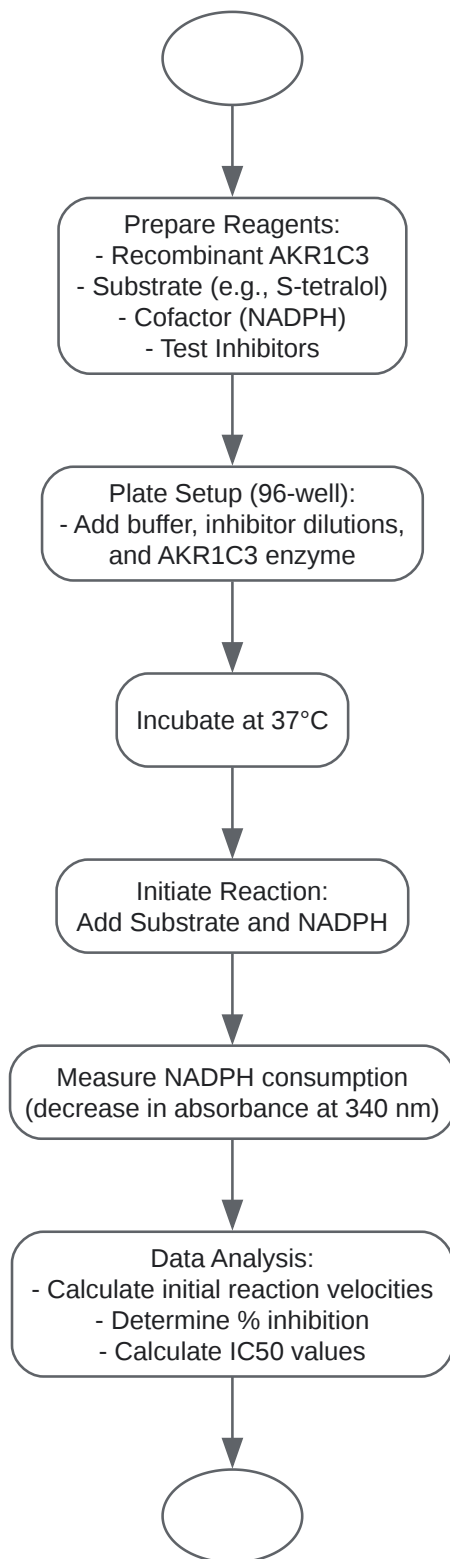 Prepare Reagents:
- Recombinant AKR1C3
- Substrate (e.g., S-tetralol)
- Cofactor (NADPH)
- Test Inhibitors
Plate Setup (96-well):
- Add buffer, inhibitor dilutions,
and AKR1C3 enzyme
Incubate at 37°C
Initiate Reaction:
Add Substrate and NADPH
Measure NADPH consumption
(decrease in absorbance at 340 nm)
Data Analysis:
- Calculate initial reaction velocities
- Determine % inhibition
- Calculate IC50 values